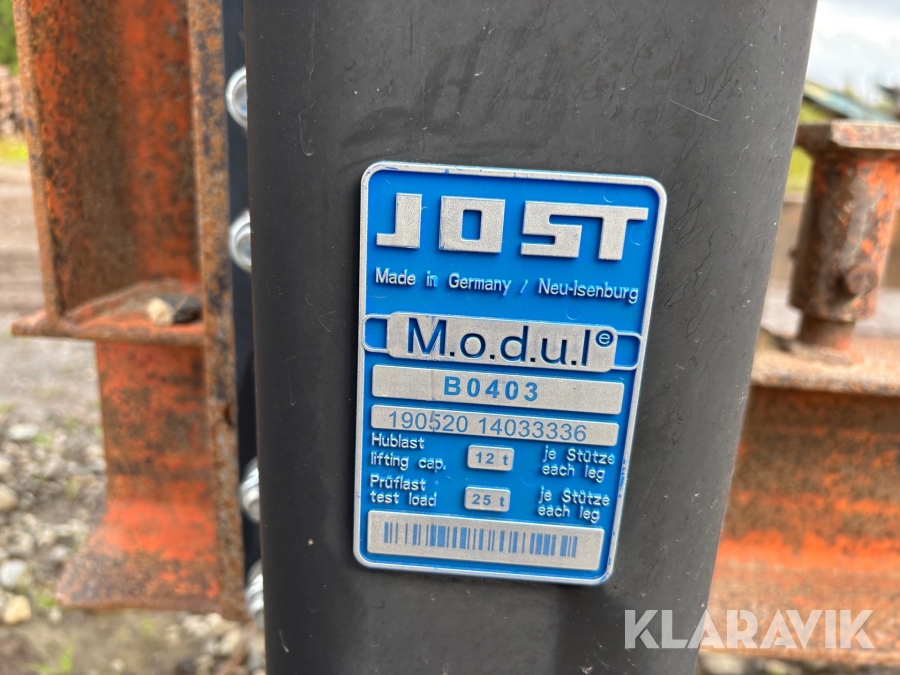 JOST
Made in Germany / Neu-Isenburg
M.o.d.u.l e
B0403
190520 14033336
Hublast 12 t je Stütze
lifting cap. each leg
Prüflast 25 t je Stütze
test load each leg
KLARAVIK